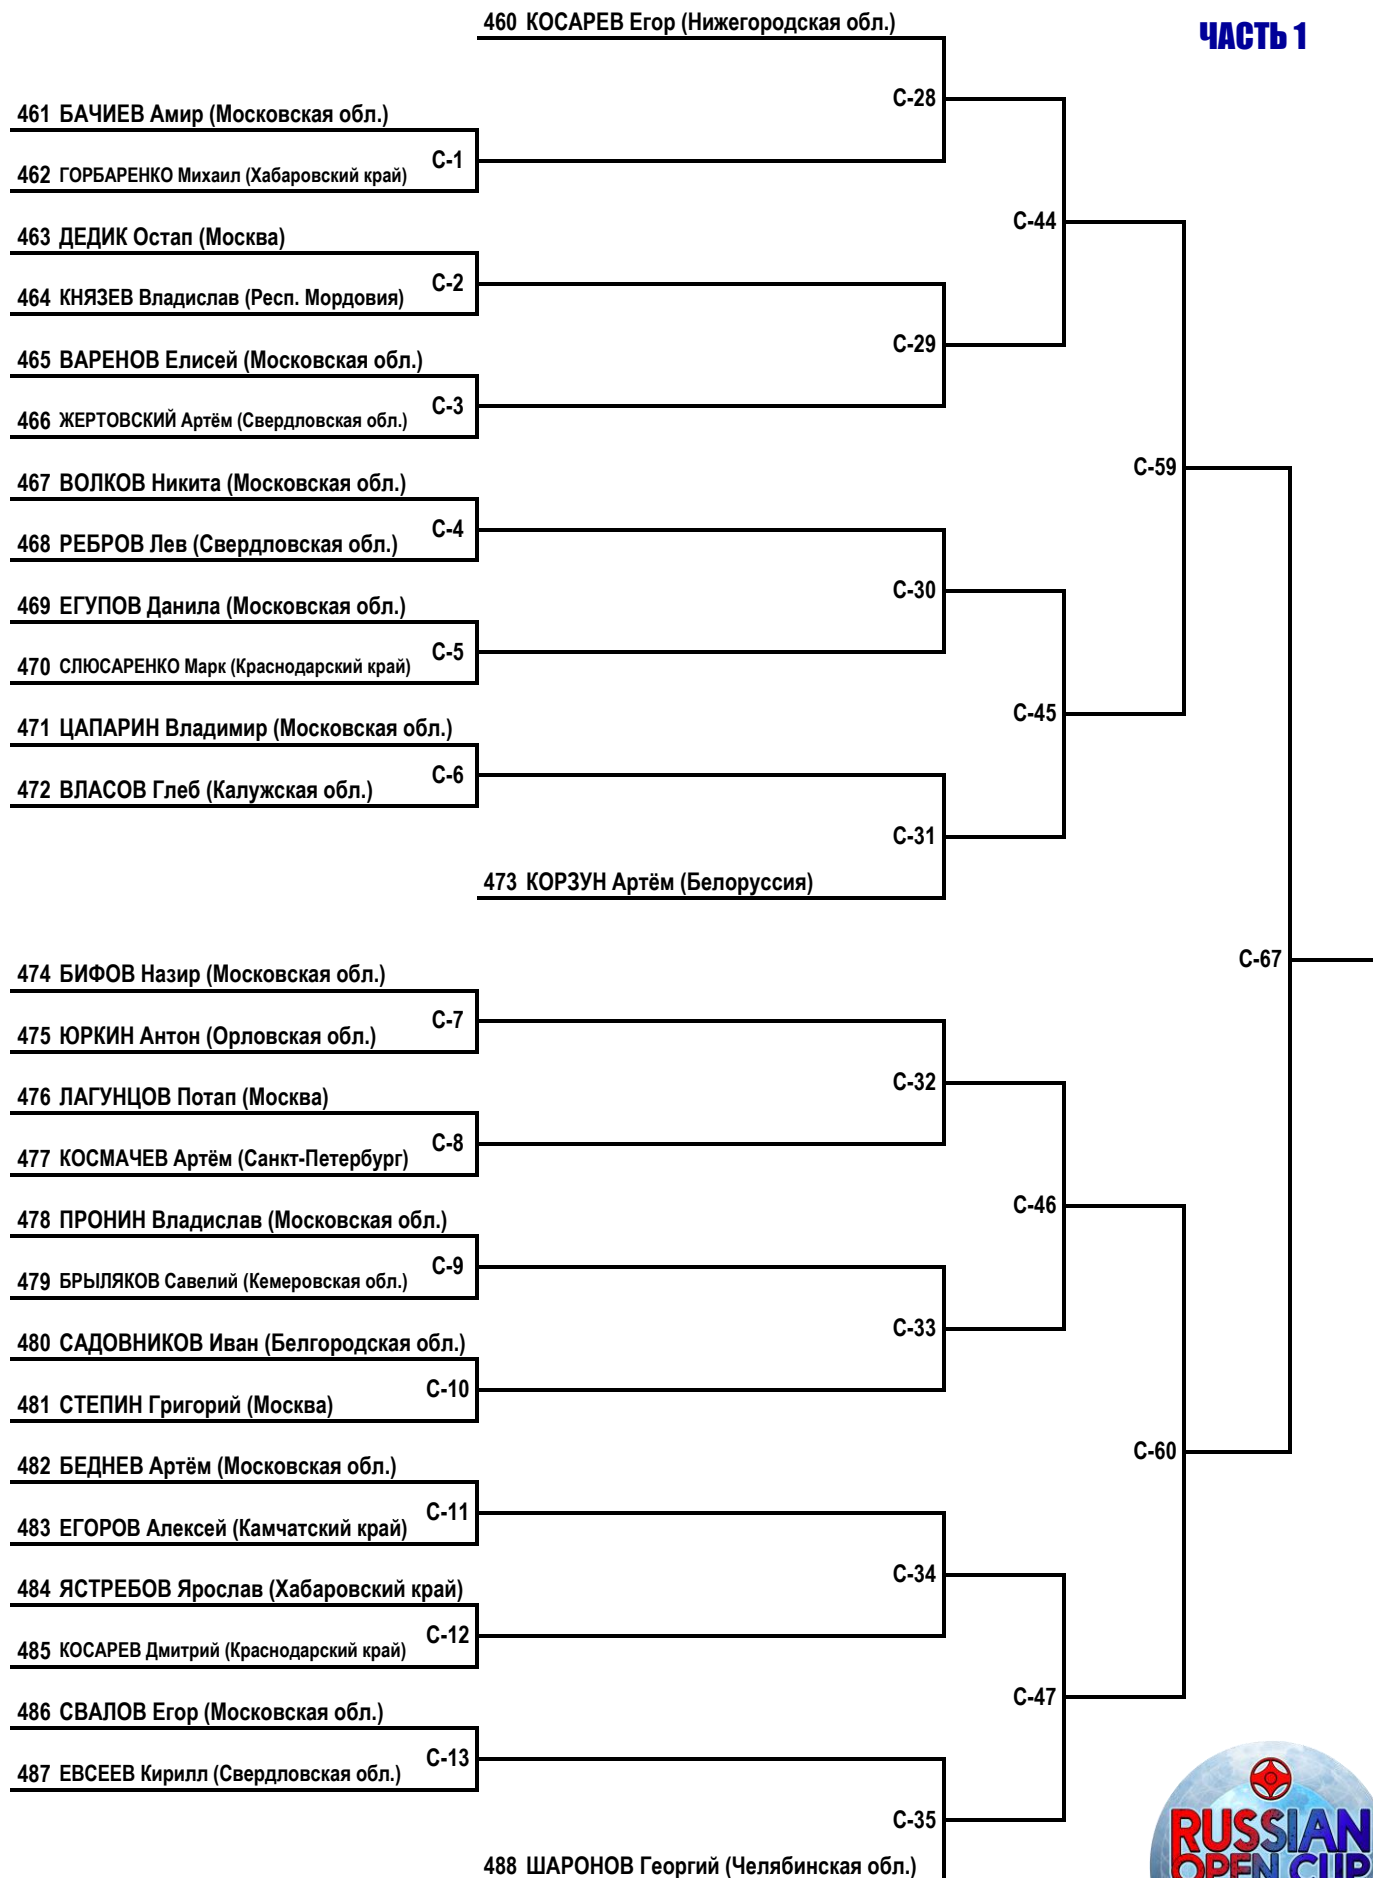 460 КОСАРЕВ Егор (Нижегородская обл.)
ЧАСТЬ 1
С-28
461 БАЧИЕВ Амир (Московская обл.)
С-1
462 ГОРБАРЕНКО Михаил (Хабаровский край)
С-44
463 ДЕДИК Остап (Москва)
С-2
464 КНЯЗЕВ Владислав (Респ. Мордовия)
С-29
465 ВАРЕНОВ Елисей (Московская обл.)
С-3
466 ЖЕРТОВСКИЙ Артём (Свердловская обл.)
С-59
467 ВОЛКОВ Никита (Московская обл.)
С-4
468 РЕБРОВ Лев (Свердловская обл.)
С-30
469 ЕГУПОВ Данила (Московская обл.)
С-5
470 СЛЮСАРЕНКО Марк (Краснодарский край)
С-45
471 ЦАПАРИН Владимир (Московская обл.)
С-6
472 ВЛАСОВ Глеб (Калужская обл.)
С-31
473 КОРЗУН Артём (Белоруссия)
С-67
474 БИФОВ Назир (Московская обл.)
С-7
475 ЮРКИН Антон (Орловская обл.)
С-32
476 ЛАГУНЦОВ Потап (Москва)
С-8
477 КОСМАЧЕВ Артём (Санкт-Петербург)
С-46
478 ПРОНИН Владислав (Московская обл.)
С-9
479 БРЫЛЯКОВ Савелий (Кемеровская обл.)
С-33
480 САДОВНИКОВ Иван (Белгородская обл.)
С-10
481 СТЕПИН Григорий (Москва)
С-60
482 БЕДНЕВ Артём (Московская обл.)
С-11
483 ЕГОРОВ Алексей (Камчатский край)
С-34
484 ЯСТРЕБОВ Ярослав (Хабаровский край)
С-12
485 КОСАРЕВ Дмитрий (Краснодарский край)
С-47
486 СВАЛОВ Егор (Московская обл.)
С-13
487 ЕВСЕЕВ Кирилл (Свердловская обл.)
С-35
488 ШАРОНОВ Георгий (Челябинская обл.)
RUSSIAN
OPEN CUP